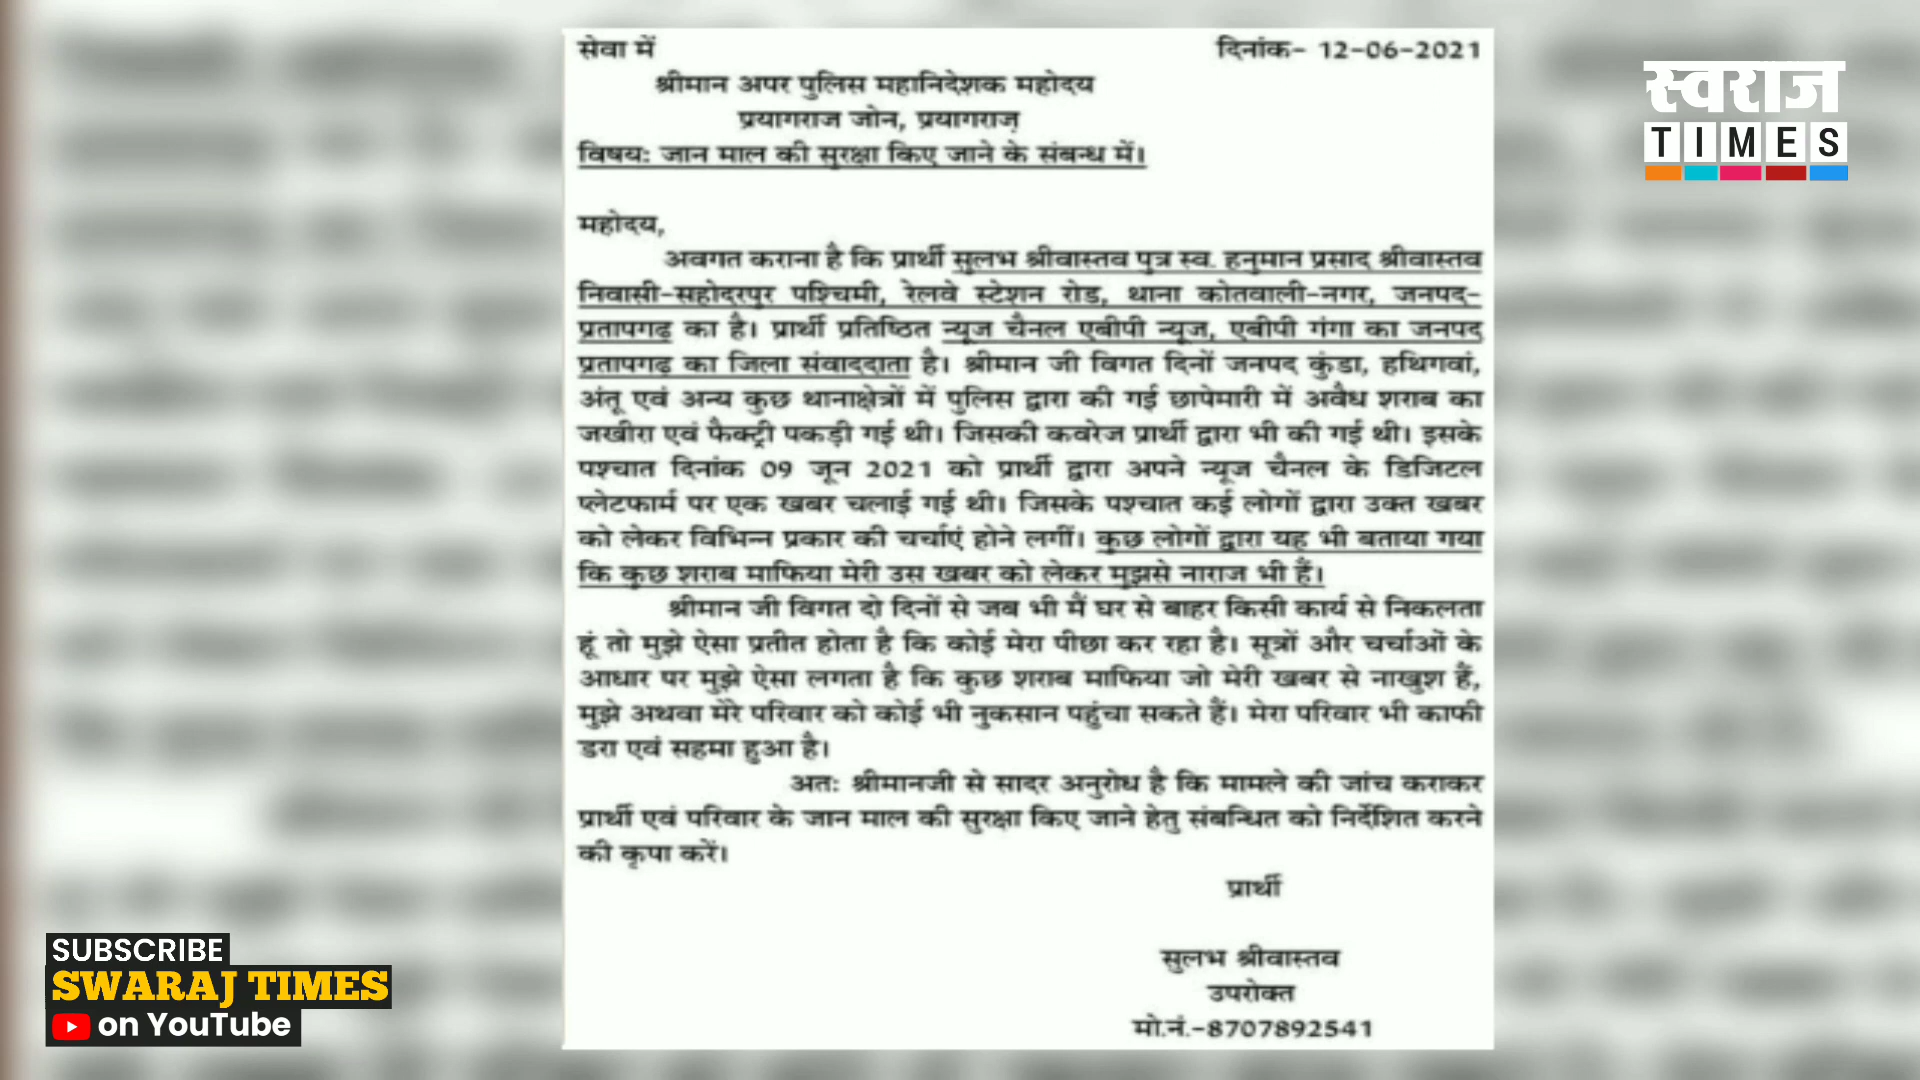 सेवा में दिनांक- 12-06-2021
श्रीमान अपर पुलिस महानिदेशक महोदय
प्रयागराज जोन, प्रयागराज़
विषय: जान माल की सुरक्षा किए जाने के संबन्ध में।
महोदय,
अवगत कराना है कि प्रार्थी सुलभ श्रीवास्तव पुत्र स्व. हनुमान प्रसाद श्रीवास्तव
निवासी-सहोदरपुर पश्चिमी, रेलवे स्टेशन रोड, थाना कोतवाली-नगर, जनपद-
प्रतापगढ़ का है। प्रार्थी प्रतिष्ठित न्यूज चैनल एबीपी न्यूज, एबीपी गंगा का जनपद
प्रतापगढ़ का जिला संवाददाता है। श्रीमान जी विगत दिनों जनपद कुंडा, हथिगवां,
अंतू एवं अन्य कुछ थानाक्षेत्रों में पुलिस द्वारा की गई छापेमारी में अवैध शराब का
जखीरा एवं फैक्ट्री पकड़ी गई थी। जिसकी कवरेज प्रार्थी द्वारा भी की गई थी। इसके
पश्चात दिनांक 09 जून 2021 को प्रार्थी द्वारा अपने न्यूज चैनल के डिजिटल
प्लेटफार्म पर एक खबर चलाई गई थी। जिसके पश्चात कई लोगों द्वारा उक्त खबर
को लेकर विभिन्न प्रकार की चर्चाएं होने लगीं। कुछ लोगों द्वारा यह भी बताया गया
कि कुछ शराब माफिया मेरी उस खबर को लेकर मुझसे नाराज भी हैं।
श्रीमान जी विगत दो दिनों से जब भी मैं घर से बाहर किसी कार्य से निकलता
हूं तो मुझे ऐसा प्रतीत होता है कि कोई मेरा पीछा कर रहा है। सूत्रों और चर्चाओं के
आधार पर मुझे ऐसा लगता है कि कुछ शराब माफिया जो मेरी खबर से नाखुश हैं,
मुझे अथवा मेरे परिवार को कोई भी नुकसान पहुंचा सकते हैं। मेरा परिवार भी काफी
डरा एवं सहमा हुआ है।
अतः श्रीमानजी से सादर अनुरोध है कि मामले की जांच कराकर
प्रार्थी एवं परिवार के जान माल की सुरक्षा किए जाने हेतु संबन्धित को निर्देशित करने
की कृपा करें।
प्रार्थी
सुलभ श्रीवास्तव
उपरोक्त
मो.नं.-8707892541
स्वराज
TIMES
SUBSCRIBE
SWARAJ TIMES
on YouTube